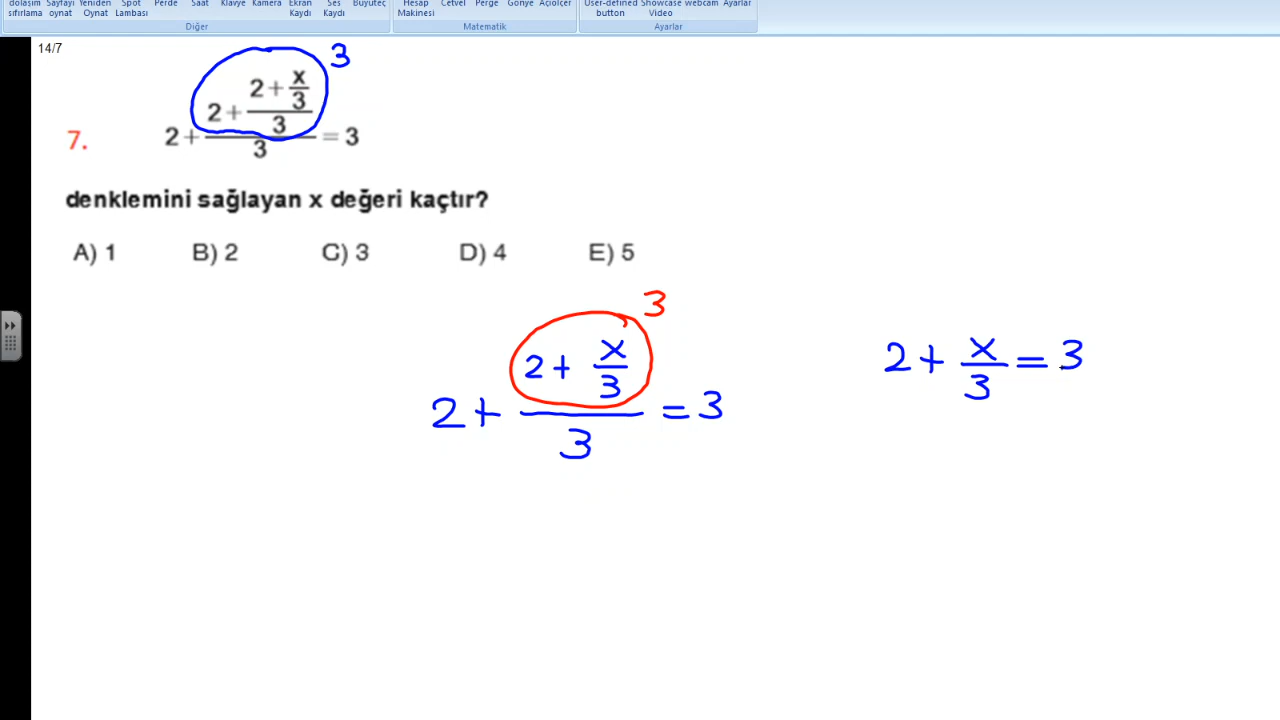 dolaşım Sayfayı Yeniden Spot Perde Saat Klavye Kamera Ekran Ses Büyüteç Hesap Cetvel Perge Gönye Açıölçer User-defined Showcase webcam Ayarlar
sıfırlama oynat Oynat Lambası Kaydı Kaydı Makinesi button Video
Diğer Matematik Ayarlar
14/7
3
7. 2 + (2 + (2 + x/3)/3)/3 = 3
denklemini sağlayan x değeri kaçtır?
A) 1 B) 2 C) 3 D) 4 E) 5
3
2 + (2 + x/3)/3 = 3
2 + x/3 = 3